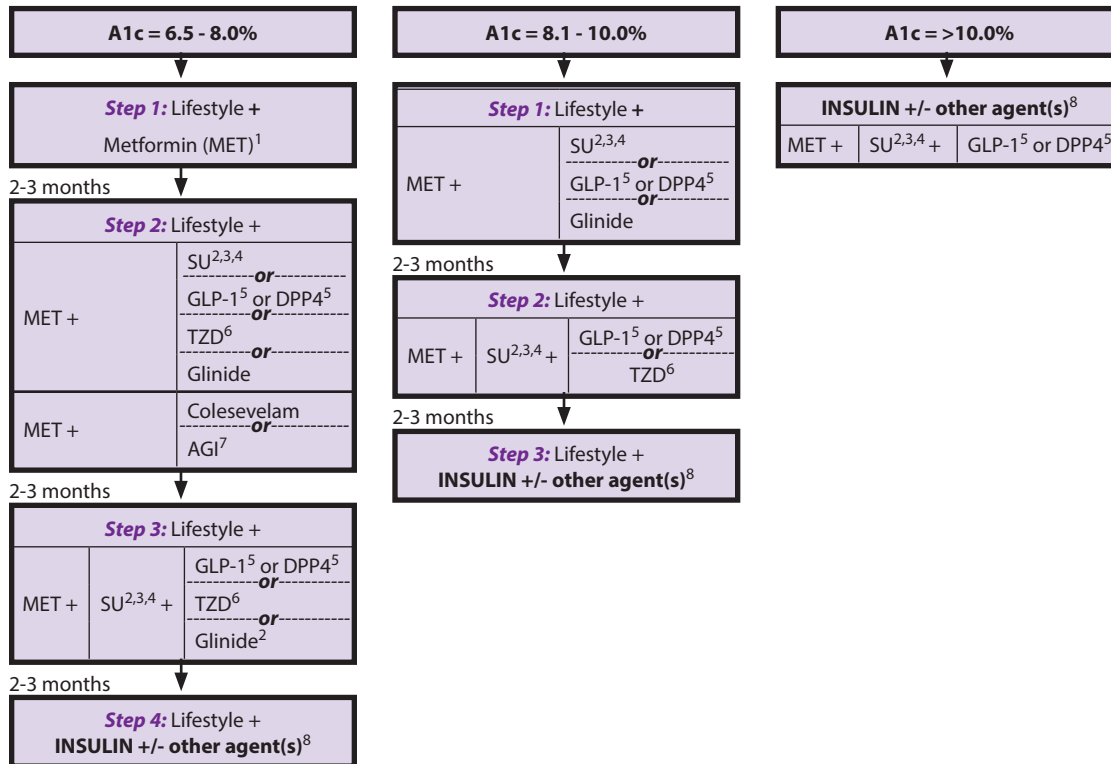 A1c = 6.5 - 8.0%
Step 1: Lifestyle +
Metformin (MET)¹
2-3 months
Step 2: Lifestyle +
MET +
SU²,³,⁴
or
GLP-1⁵ or DPP4⁵
or
TZD⁶
or
Glinide
MET +
Colesevelam
or
AGI⁷
2-3 months
Step 3: Lifestyle +
MET +
SU²,³,⁴ +
GLP-1⁵ or DPP4⁵
or
TZD⁶
or
Glinide²
2-3 months
Step 4: Lifestyle +
INSULIN +/- other agent(s)⁸
A1c = 8.1 - 10.0%
Step 1: Lifestyle +
MET +
SU²,³,⁴
or
GLP-1⁵ or DPP4⁵
or
Glinide
2-3 months
Step 2: Lifestyle +
MET +
SU²,³,⁴ +
GLP-1⁵ or DPP4⁵
or
TZD⁶
2-3 months
Step 3: Lifestyle +
INSULIN +/- other agent(s)⁸
A1c = >10.0%
INSULIN +/- other agent(s)⁸
MET +
SU²,³,⁴ +
GLP-1⁵ or DPP4⁵